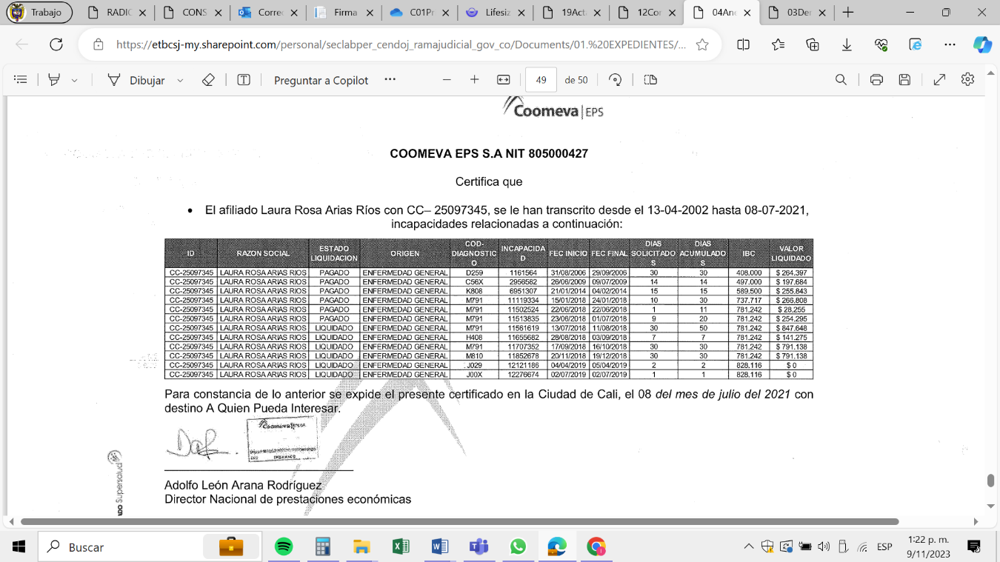 Trabajo RADIC CONS Correc Firma C01Pr Lifesiz 19Act 12Cor 04Ane 03Der
https://etbcsj-my.sharepoint.com/personal/seclabper_cendoj_ramajudicial_gov_co/Documents/01.%20EXPEDIENTES/...
Dibujar Preguntar a Copilot 49 de 50
Coomeva EPS
COOMEVA EPS S.A NIT 805000427
Certifica que
• El afiliado Laura Rosa Arias Ríos con CC– 25097345, se le han transcrito desde el 13-04-2002 hasta 08-07-2021,
incapacidades relacionadas a continuación:
ID RAZON SOCIAL ESTADO LIQUIDACION ORIGEN COD-DIAGNOSTICO INCAPACIDAD FEC INICIO FEC FINAL DIAS SOLICITADOS DIAS ACUMULADOS IBC VALOR LIQUIDADO
CC-25097345 LAURA ROSA ARIAS RIOS PAGADO ENFERMEDAD GENERAL D259 1161564 31/08/2006 29/09/2006 30 30 408.000 $ 264.397
CC-25097345 LAURA ROSA ARIAS RIOS PAGADO ENFERMEDAD GENERAL C56X 2956582 26/06/2009 09/07/2009 14 14 497.000 $ 197.684
CC-25097345 LAURA ROSA ARIAS RIOS PAGADO ENFERMEDAD GENERAL K808 6951307 21/01/2014 04/02/2014 15 15 589.500 $ 255.843
CC-25097345 LAURA ROSA ARIAS RIOS PAGADO ENFERMEDAD GENERAL M791 11119334 15/01/2018 24/01/2018 10 30 737.717 $ 266.808
CC-25097345 LAURA ROSA ARIAS RIOS PAGADO ENFERMEDAD GENERAL M791 11502524 22/06/2018 22/06/2018 1 11 781.242 $ 28.255
CC-25097345 LAURA ROSA ARIAS RIOS PAGADO ENFERMEDAD GENERAL M791 11513835 23/06/2018 01/07/2018 9 20 781.242 $ 254.295
CC-25097345 LAURA ROSA ARIAS RIOS LIQUIDADO ENFERMEDAD GENERAL M791 11561619 13/07/2018 11/08/2018 30 50 781.242 $ 847.648
CC-25097345 LAURA ROSA ARIAS RIOS LIQUIDADO ENFERMEDAD GENERAL H408 11655682 28/08/2018 03/09/2018 7 7 781.242 $ 141.275
CC-25097345 LAURA ROSA ARIAS RIOS LIQUIDADO ENFERMEDAD GENERAL M791 11707352 17/09/2018 16/10/2018 30 30 781.242 $ 791.138
CC-25097345 LAURA ROSA ARIAS RIOS LIQUIDADO ENFERMEDAD GENERAL M810 11852678 20/11/2018 19/12/2018 30 30 781.242 $ 791.138
CC-25097345 LAURA ROSA ARIAS RIOS LIQUIDADO ENFERMEDAD GENERAL J029 12121186 04/04/2019 05/04/2019 2 2 828.116 $ 0
CC-25097345 LAURA ROSA ARIAS RIOS LIQUIDADO ENFERMEDAD GENERAL J00X 12276674 02/07/2019 02/07/2019 1 1 828.116 $ 0
Para constancia de lo anterior se expide el presente certificado en la Ciudad de Cali, el 08 del mes de julio del 2021 con
destino A Quien Pueda Interesar.
Coomeva
Adolfo León Arana Rodríguez
Director Nacional de prestaciones económicas
Supersalud
Buscar
ESP
1:22 p. m.
9/11/2023